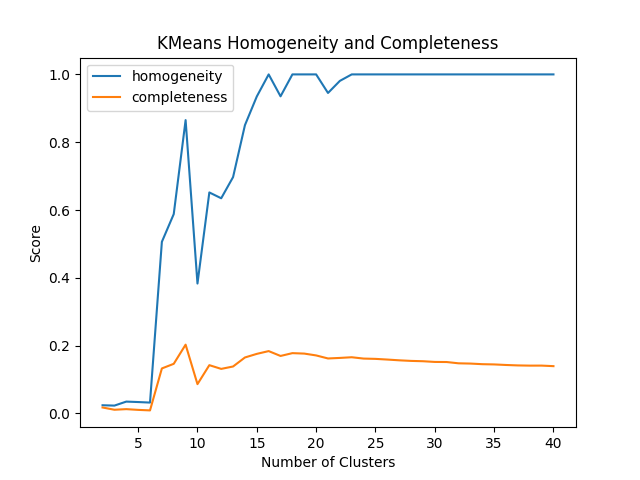 KMeans Homogeneity and Completeness
homogeneity
completeness
1.0
0.8
0.6
0.4
0.2
0.0
Score
5 10 15 20 25 30 35 40
Number of Clusters